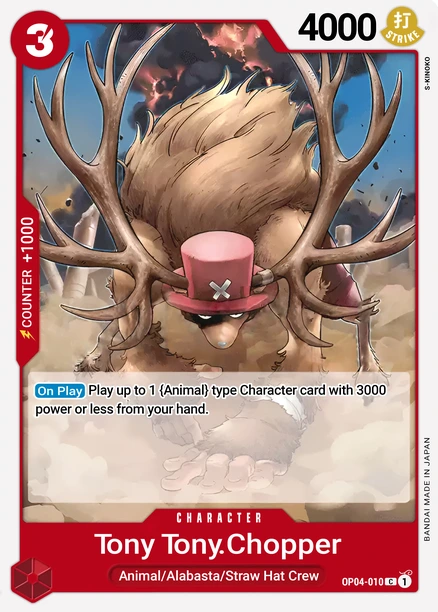 3
4000
打
STRIKE
S-KINOKO
COUNTER +1000
On Play Play up to 1 {Animal} type Character card with 3000
power or less from your hand.
BANDAI MADE IN JAPAN
CHARACTER
Tony Tony.Chopper
Animal/Alabasta/Straw Hat Crew
OP04-010 C 1